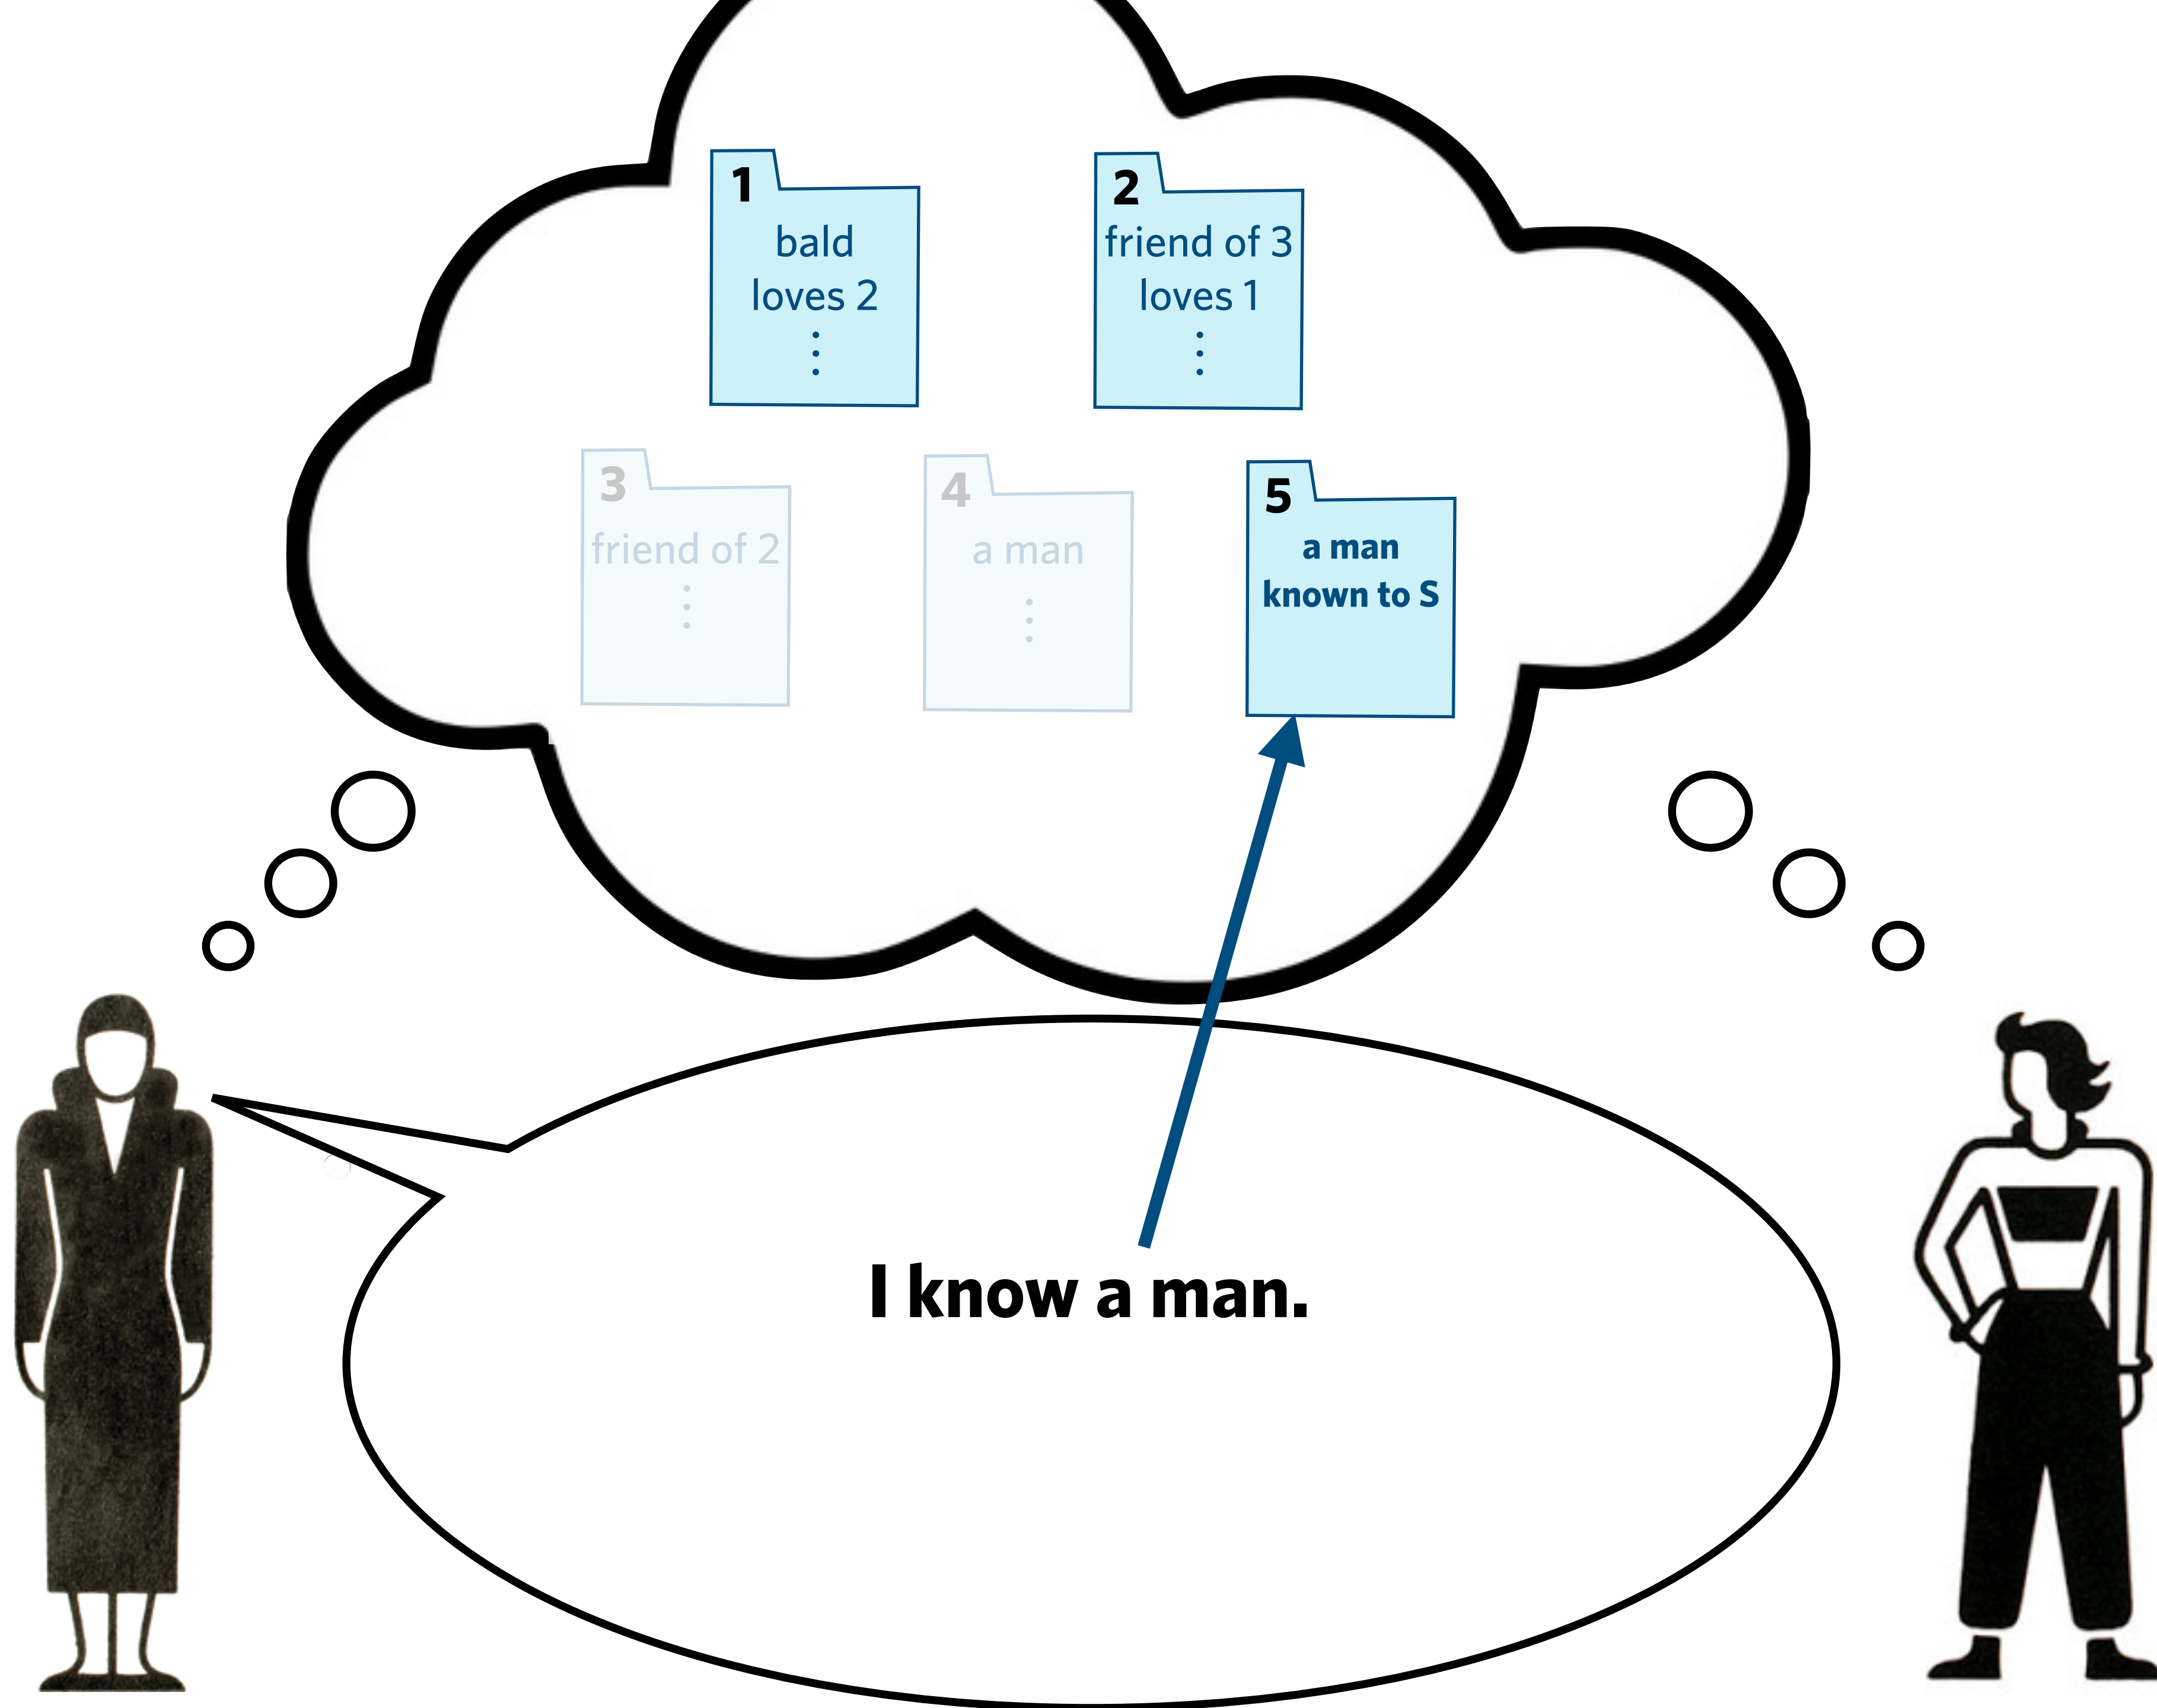 1
bald
loves 2
⋮
2
friend of 3
loves 1
⋮
3
friend of 2
⋮
4
a man
⋮
5
a man
known to S
I know a man.